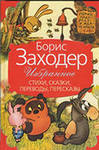 Борис
Заходер
Избранное
СТИХИ, СКАЗКИ,
ПЕРЕВОДЫ, ПЕРЕСКАЗЫ